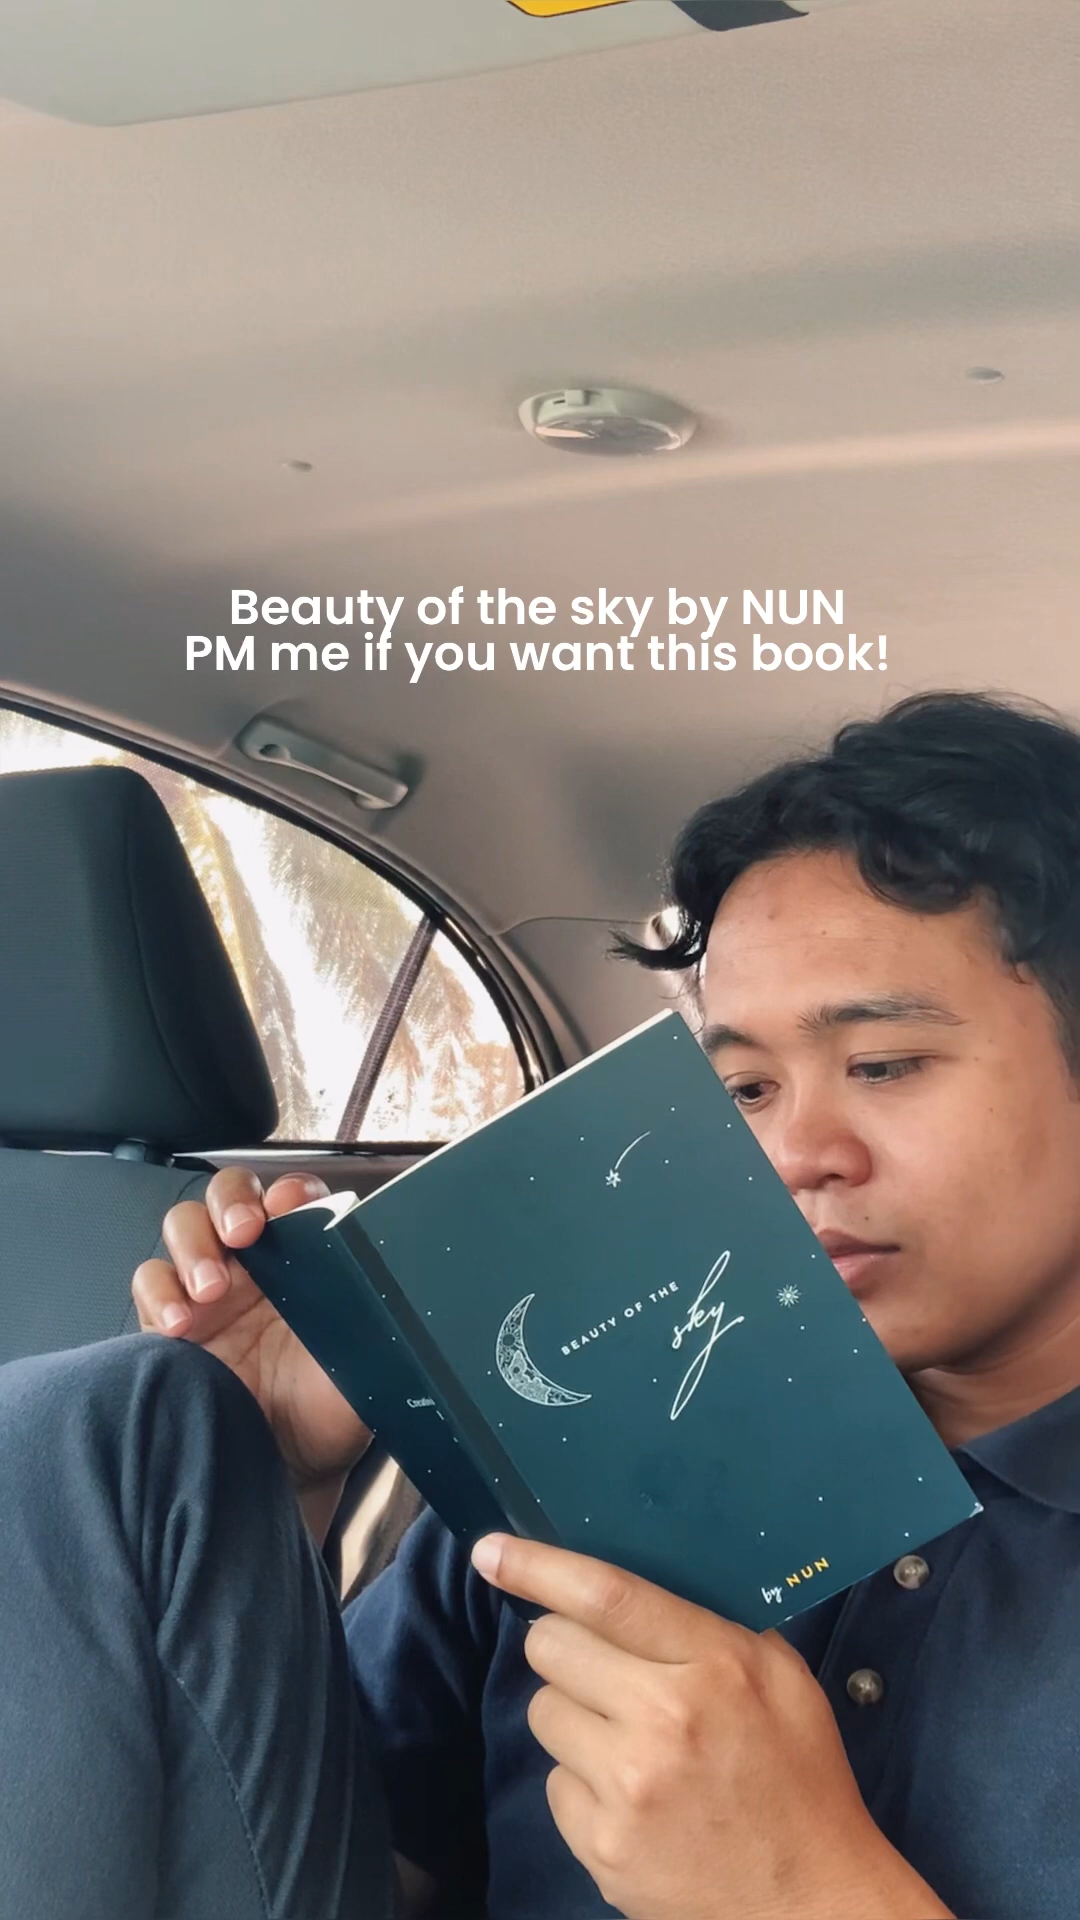 Beauty of the sky by NUN
PM me if you want this book!
BEAUTY OF THE
sky
by NUN